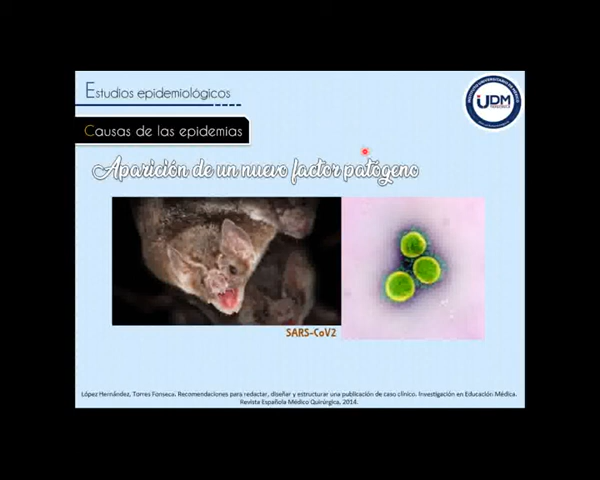 Estudios epidemiológicos
UDM
Causas de las epidemias
Aparición de un nuevo factor patógeno
SARS-CoV2
López Hernández, Torres Fonseca. Recomendaciones para redactar, diseñar y estructurar una publicación de caso clínico. Investigación en Educación Médica.
Revista Española Médico Quirúrgica, 2014.